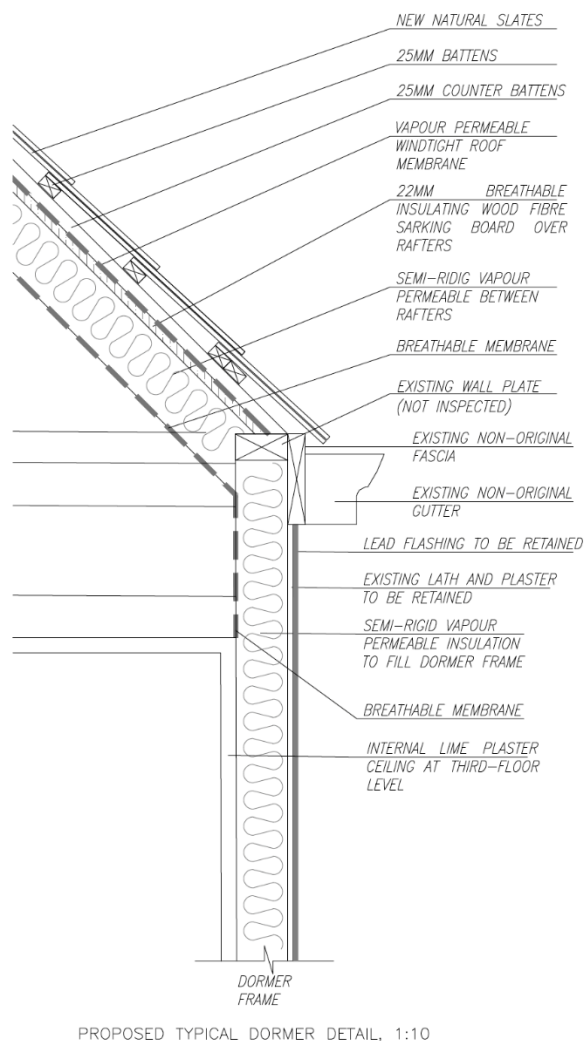 NEW NATURAL SLATES
25MM BATTENS
25MM COUNTER BATTENS
VAPOUR PERMEABLE
WINDTIGHT ROOF
MEMBRANE
22MM BREATHABLE
INSULATING WOOD FIBRE
SARKING BOARD OVER
RAFTERS
SEMI-RIDIG VAPOUR
PERMEABLE BETWEEN
RAFTERS
BREATHABLE MEMBRANE
EXISTING WALL PLATE
(NOT INSPECTED)
EXISTING NON-ORIGINAL
FASCIA
EXISTING NON-ORIGINAL
GUTTER
LEAD FLASHING TO BE RETAINED
EXISTING LATH AND PLASTER
TO BE RETAINED
SEMI-RIGID VAPOUR
PERMEABLE INSULATION
TO FILL DORMER FRAME
BREATHABLE MEMBRANE
INTERNAL LIME PLASTER
CEILING AT THIRD-FLOOR
LEVEL
DORMER
FRAME
PROPOSED TYPICAL DORMER DETAIL, 1:10